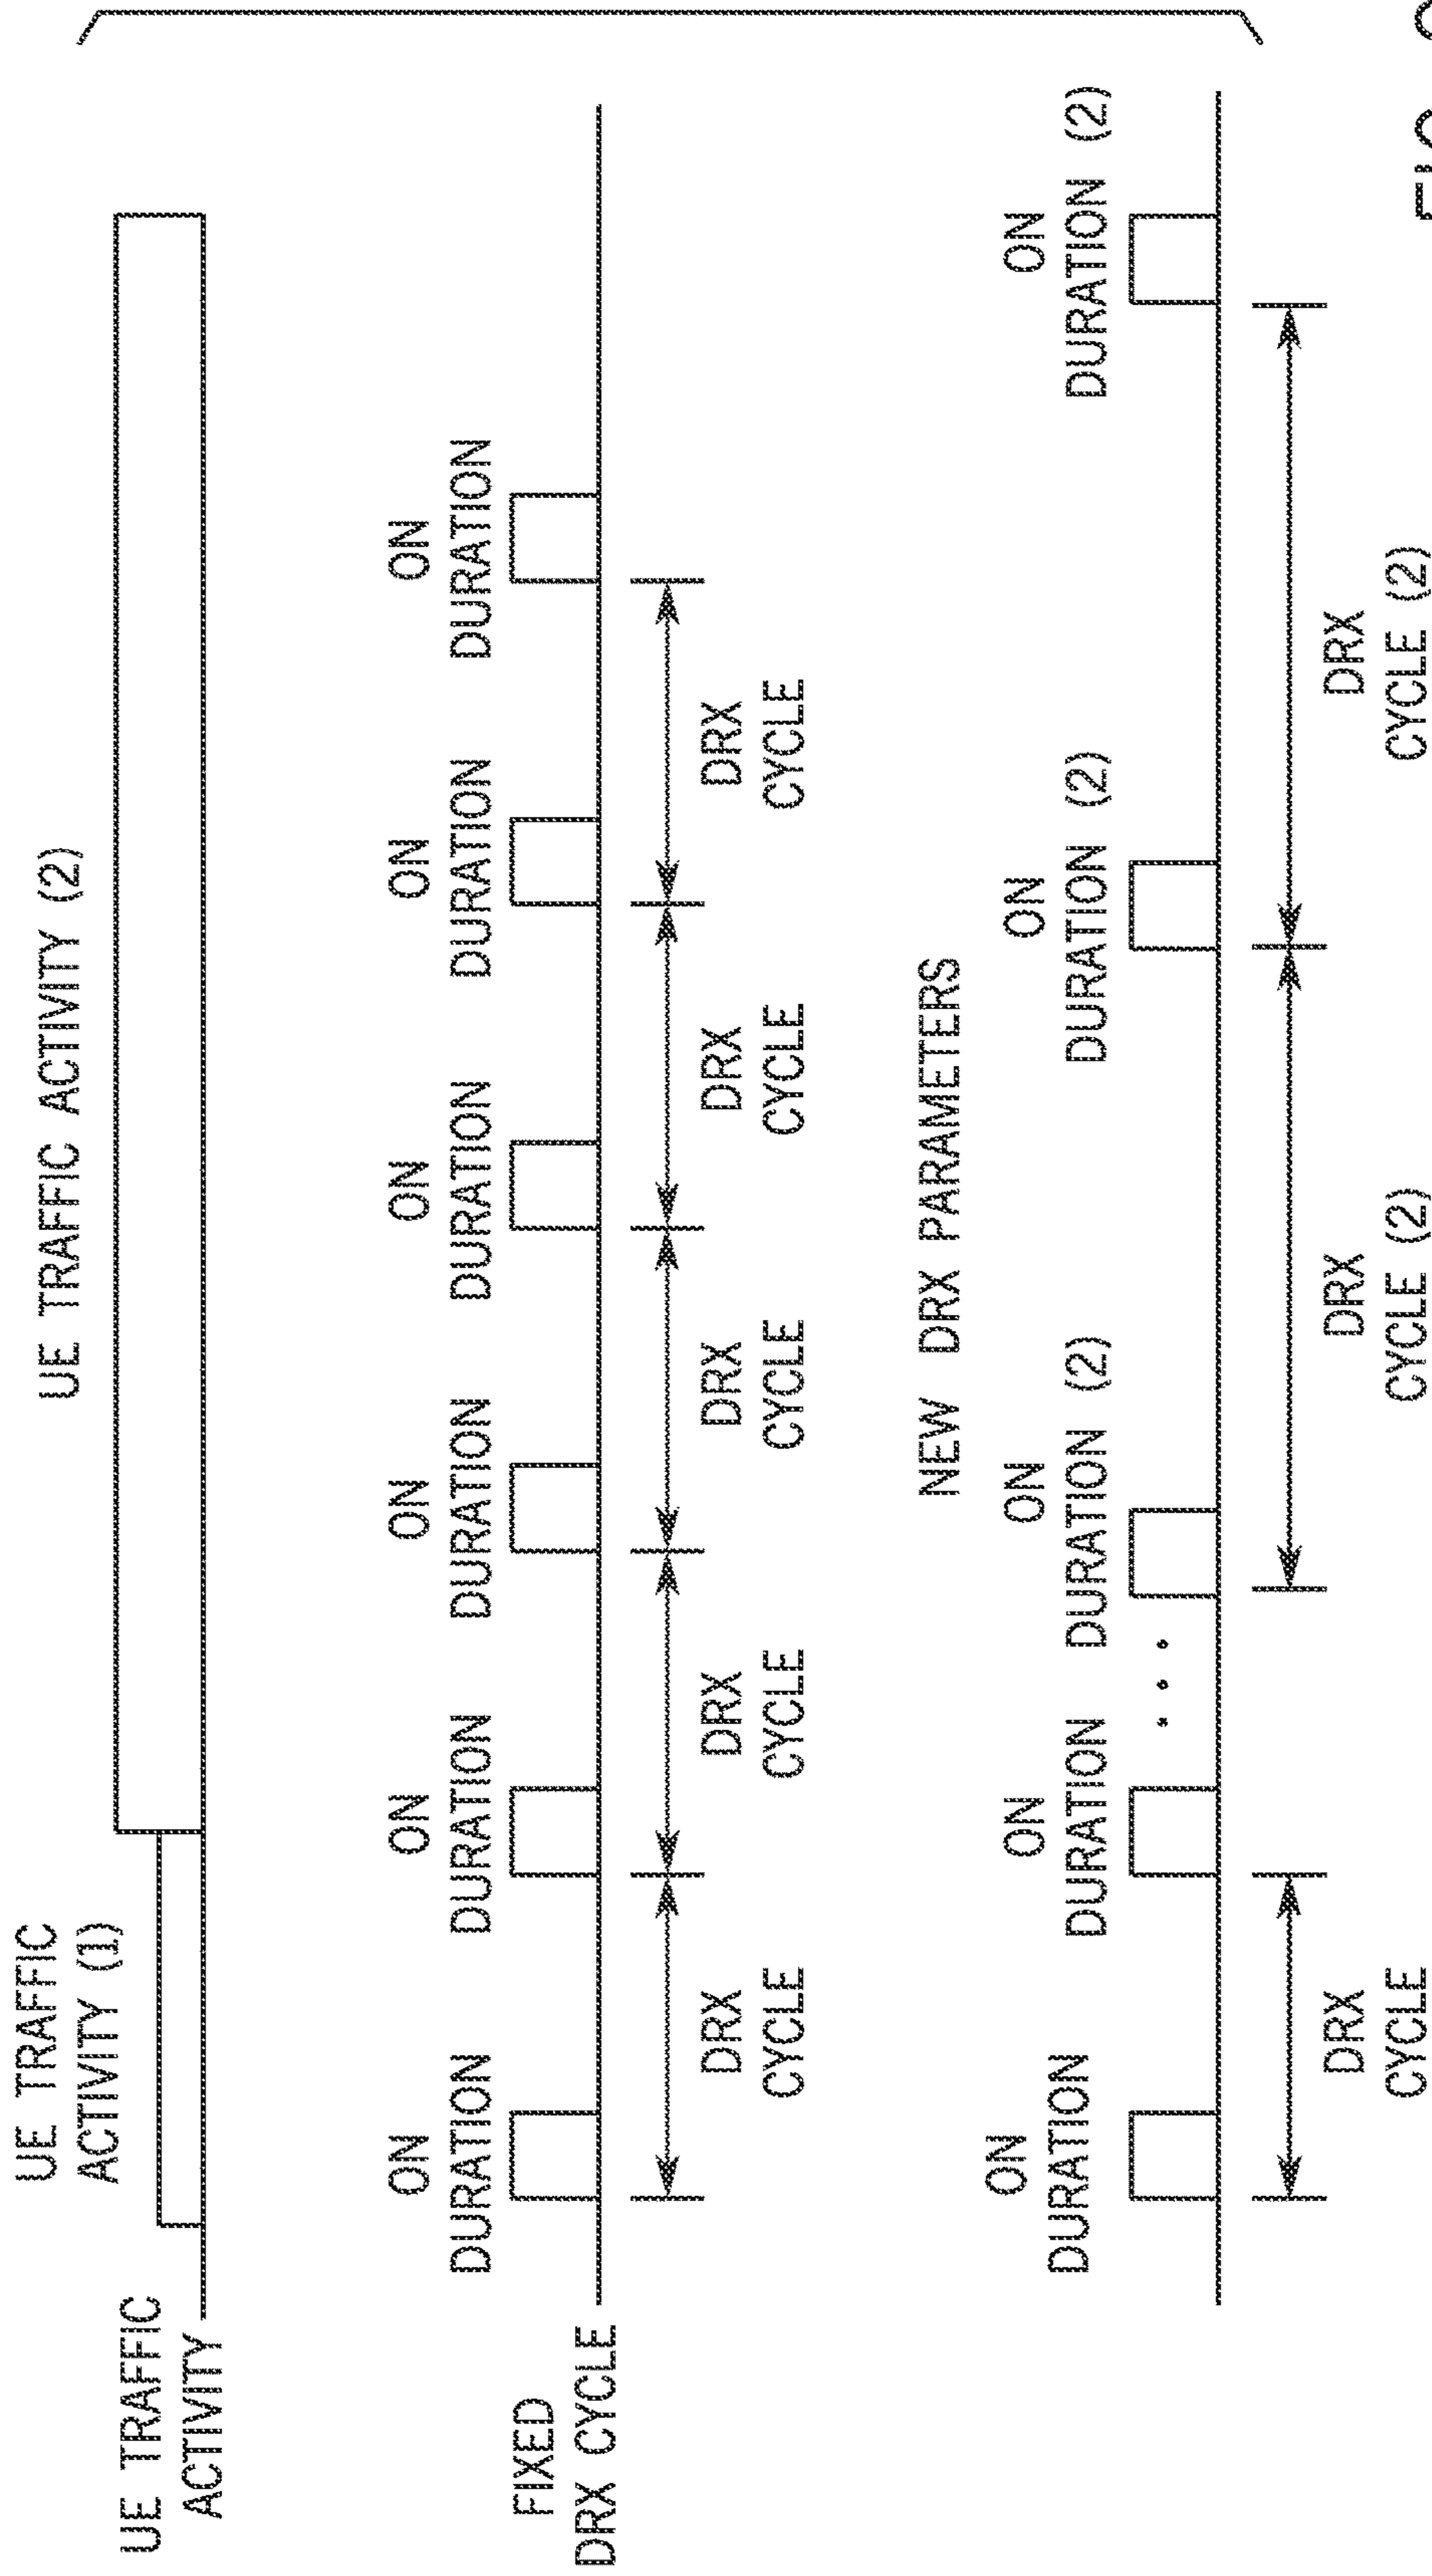 UE TRAFFIC
ACTIVITY (1)
UE TRAFFIC ACTIVITY (2)
UE TRAFFIC
ACTIVITY
ON
DURATION
ON
DURATION
ON
DURATION
ON
DURATION
ON
DURATION
ON
DURATION
FIXED
DRX CYCLE
DRX
CYCLE
DRX
CYCLE
DRX
CYCLE
DRX
CYCLE
DRX
CYCLE
NEW DRX PARAMETERS
ON
DURATION
ON
DURATION
ON
DURATION (2)
ON
DURATION (2)
ON
DURATION (2)
DRX
CYCLE
DRX
CYCLE (2)
DRX
CYCLE (2)